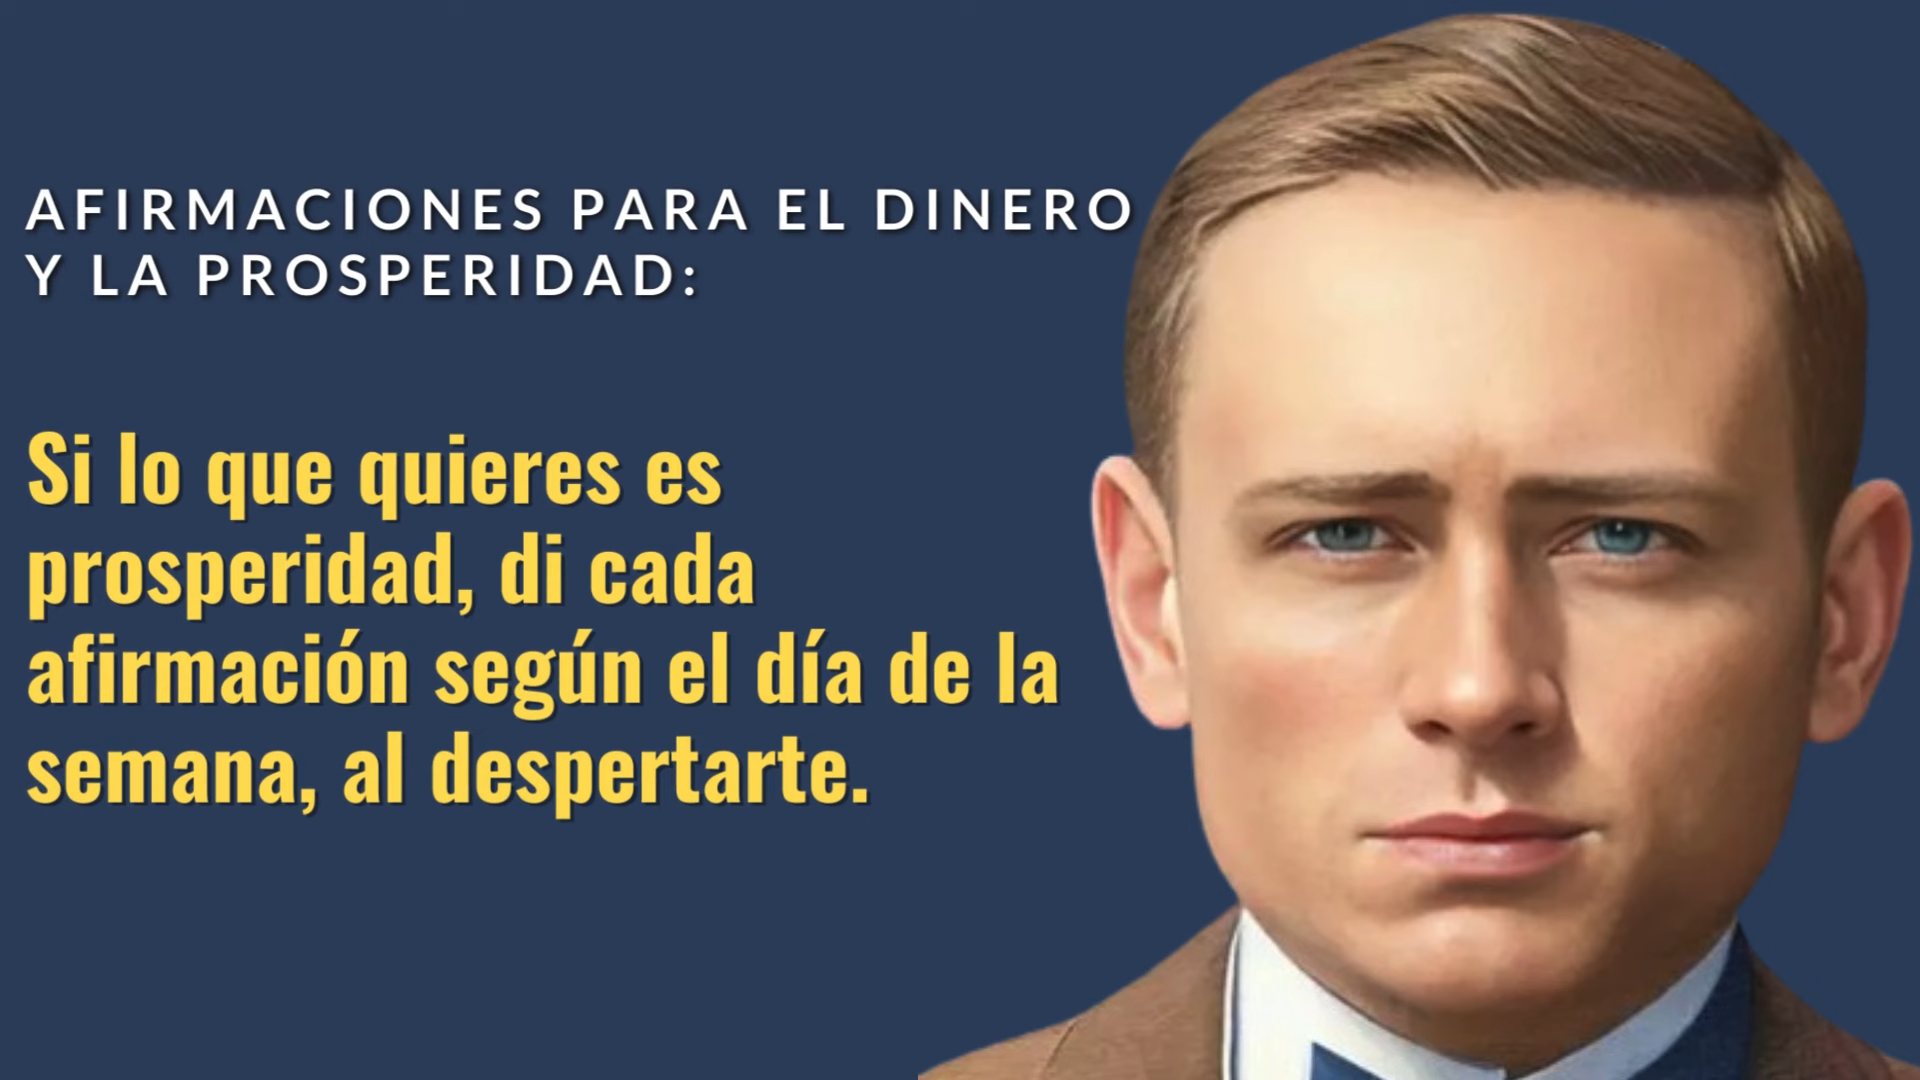 AFIRMACIONES PARA EL DINERO
Y LA PROSPERIDAD:
Si lo que quieres es
prosperidad, di cada
afirmación según el día de la
semana, al despertarte.